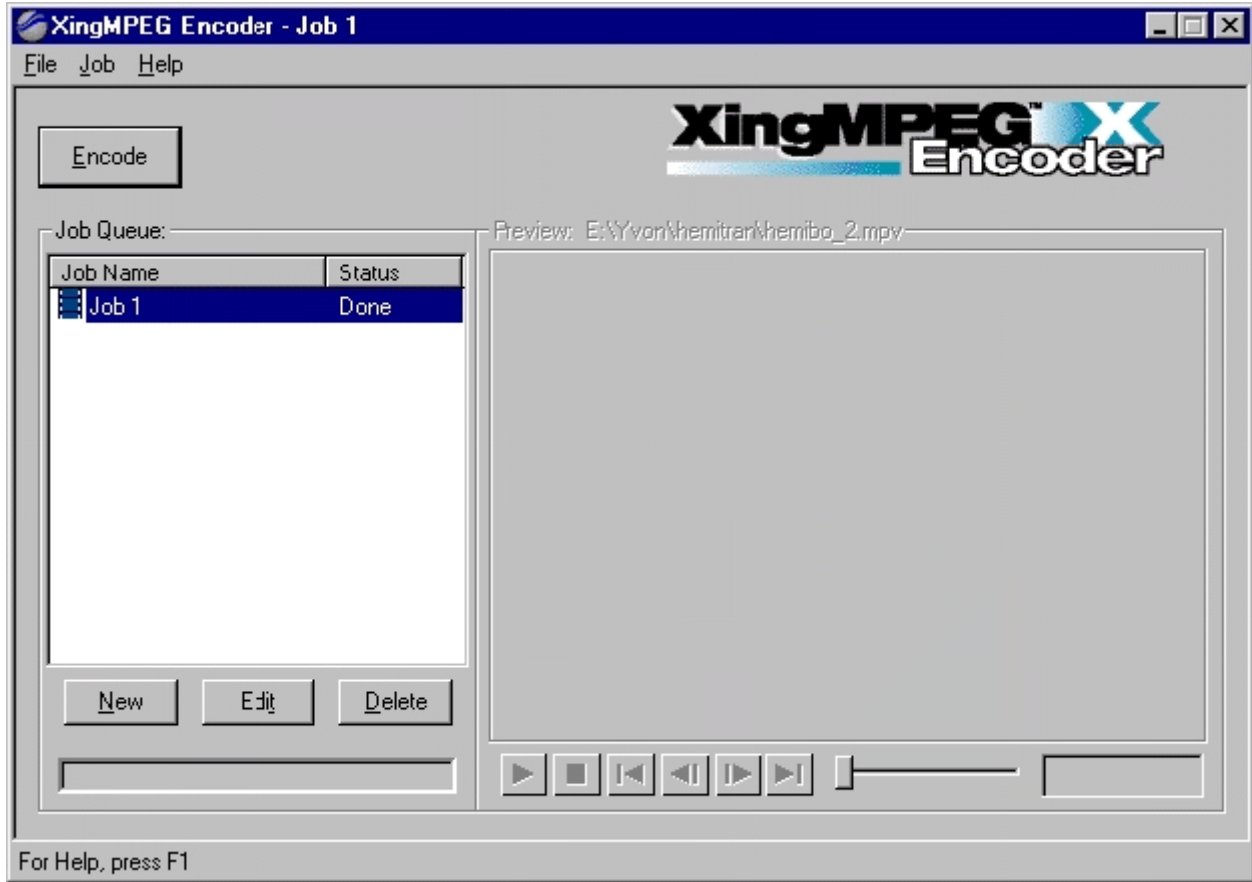 XingMPEG Encoder - Job 1
File Job Help
Encode
XingMPEG™ X
Encoder
Job Queue:
Preview: E:\Yvon\hemitran\hemibo_2.mpv
Job Name Status
Job 1 Done
New Edit Delete
For Help, press F1